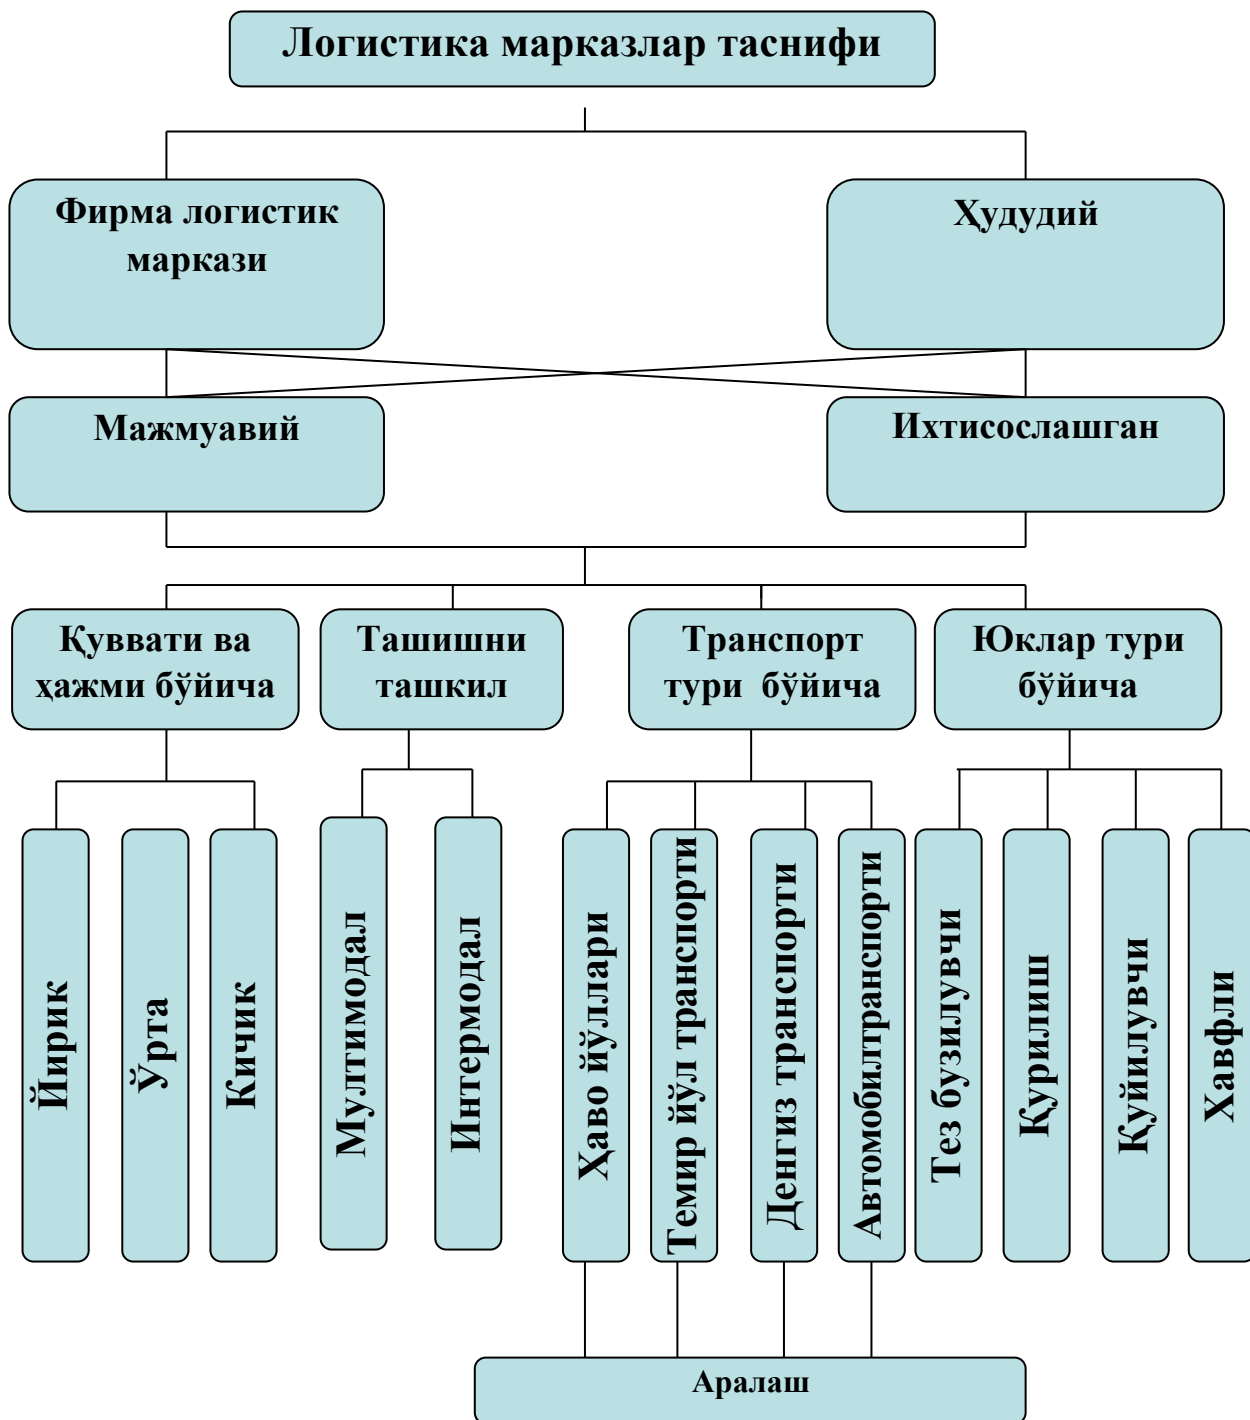 Логистика марказлар таснифи
Фирма логистик
маркази
Ҳудудий
Мажмуавий
Ихтисослашган
Қуввати ва
ҳажми бўйича
Ташишни
ташкил
Транспорт
тури бўйича
Юклар тури
бўйича
Йирик
Ўрта
Кичик
Мултимодал
Интермодал
Ҳаво йўллари
Темир йўл транспорти
Денгиз транспорти
Автомобилтранспорти
Тез бузилувчи
Қурилиш
Қуйилувчи
Хавфли
Аралаш